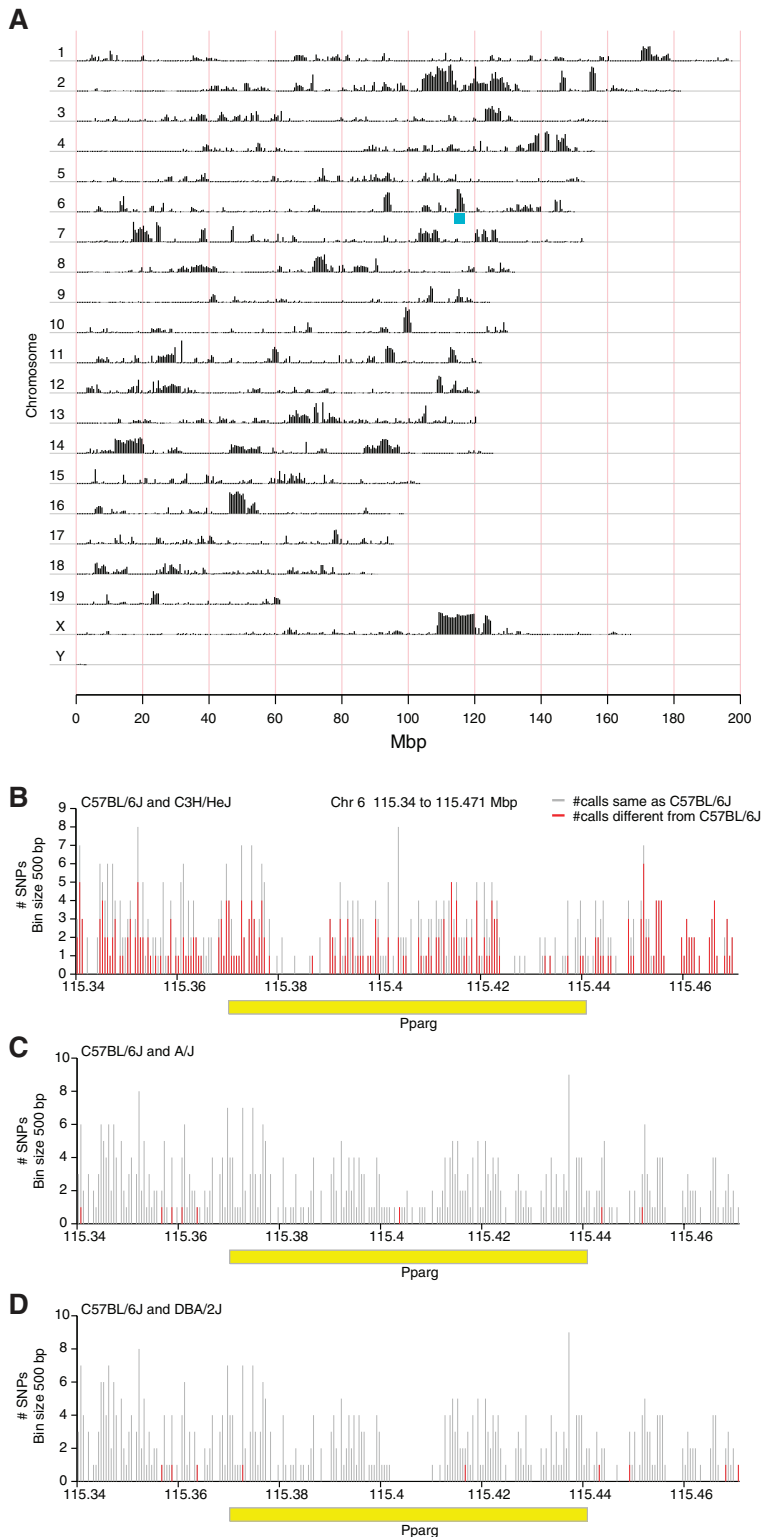 A
Chromosome
1
2
3
4
5
6
7
8
9
10
11
12
13
14
15
16
17
18
19
X
Y
0 20 40 60 80 100 120 140 160 180 200
Mbp
B
C57BL/6J and C3H/HeJ
Chr 6 115.34 to 115.471 Mbp
#calls same as C57BL/6J
#calls different from C57BL/6J
# SNPs
Bin size 500 bp
9
8
7
6
5
4
3
2
1
0
115.34 115.36 115.38 115.4 115.42 115.44 115.46
Pparg
C
C57BL/6J and A/J
# SNPs
Bin size 500 bp
10
8
6
4
2
0
115.34 115.36 115.38 115.4 115.42 115.44 115.46
Pparg
D
C57BL/6J and DBA/2J
# SNPs
Bin size 500 bp
10
8
6
4
2
0
115.34 115.36 115.38 115.4 115.42 115.44 115.46
Pparg